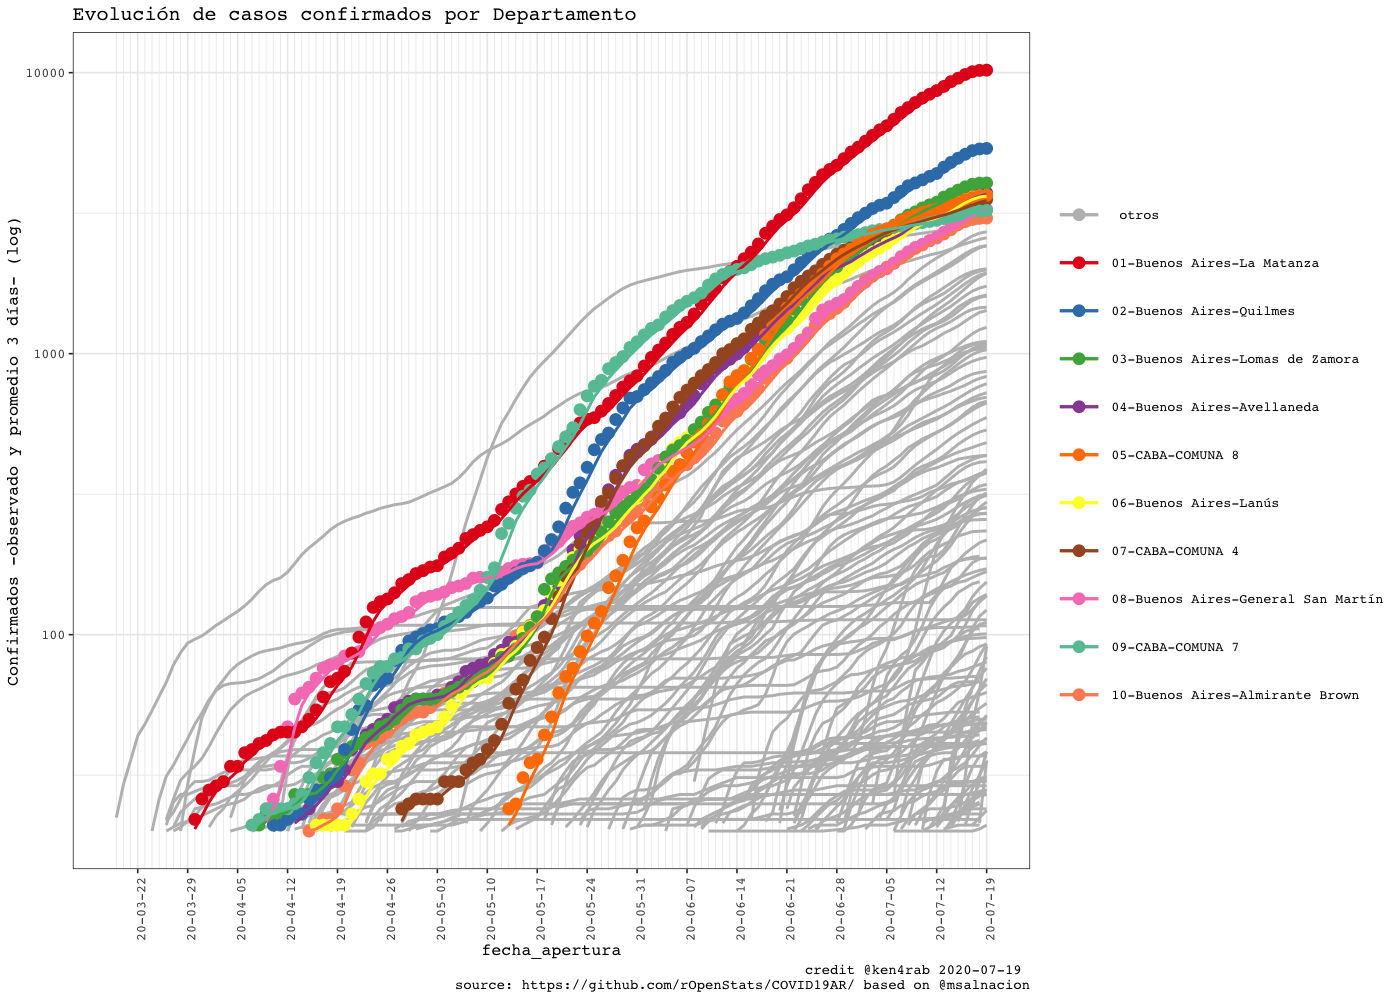 Evolución de casos confirmados por Departamento
Confirmados -observado y promedio 3 días- (log)
10000
1000
100
20-03-22
20-03-29
20-04-05
20-04-12
20-04-19
20-04-26
20-05-03
20-05-10
20-05-17
20-05-24
20-05-31
20-06-07
20-06-14
20-06-21
20-06-28
20-07-05
20-07-12
20-07-19
fecha_apertura
otros
01-Buenos Aires-La Matanza
02-Buenos Aires-Quilmes
03-Buenos Aires-Lomas de Zamora
04-Buenos Aires-Avellaneda
05-CABA-COMUNA 8
06-Buenos Aires-Lanús
07-CABA-COMUNA 4
08-Buenos Aires-General San Martín
09-CABA-COMUNA 7
10-Buenos Aires-Almirante Brown
credit @ken4rab 2020-07-19
source: https://github.com/rOpenStats/COVID19AR/ based on @msalnacion